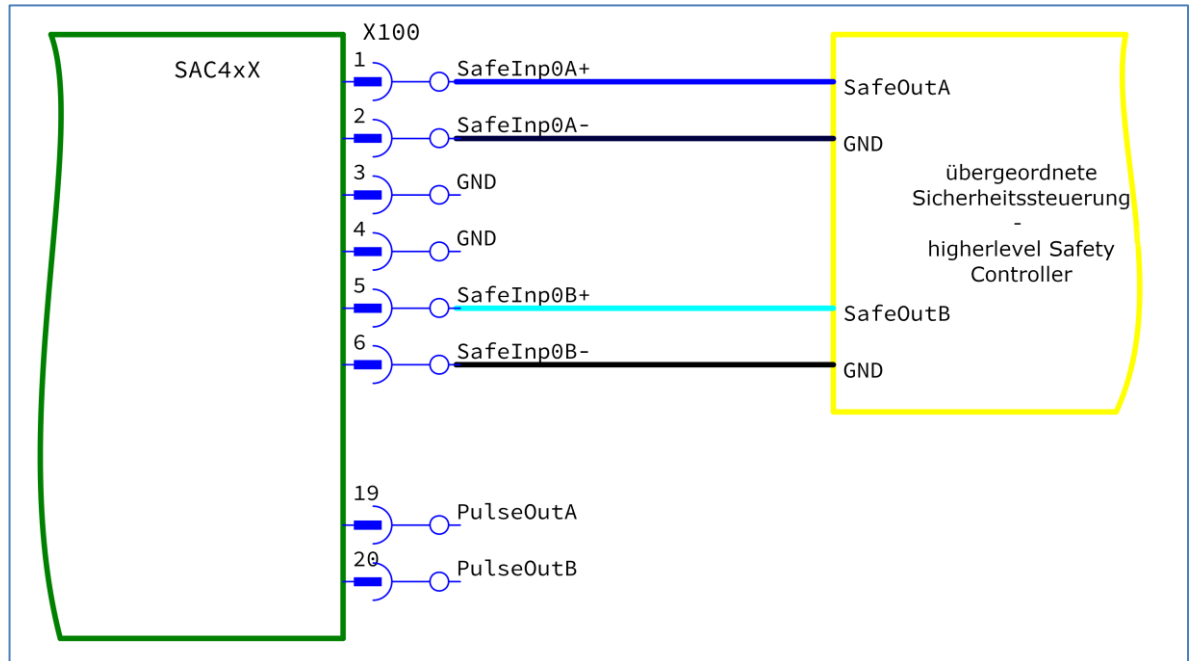 X100
SAC4xX
1
SafeInp0A+
SafeOutA
2
SafeInp0A-
GND
3
GND
4
GND
übergeordnete
Sicherheitssteuerung
-
higherlevel Safety
Controller
5
SafeInp0B+
SafeOutB
6
SafeInp0B-
GND
19
PulseOutA
20
PulseOutB